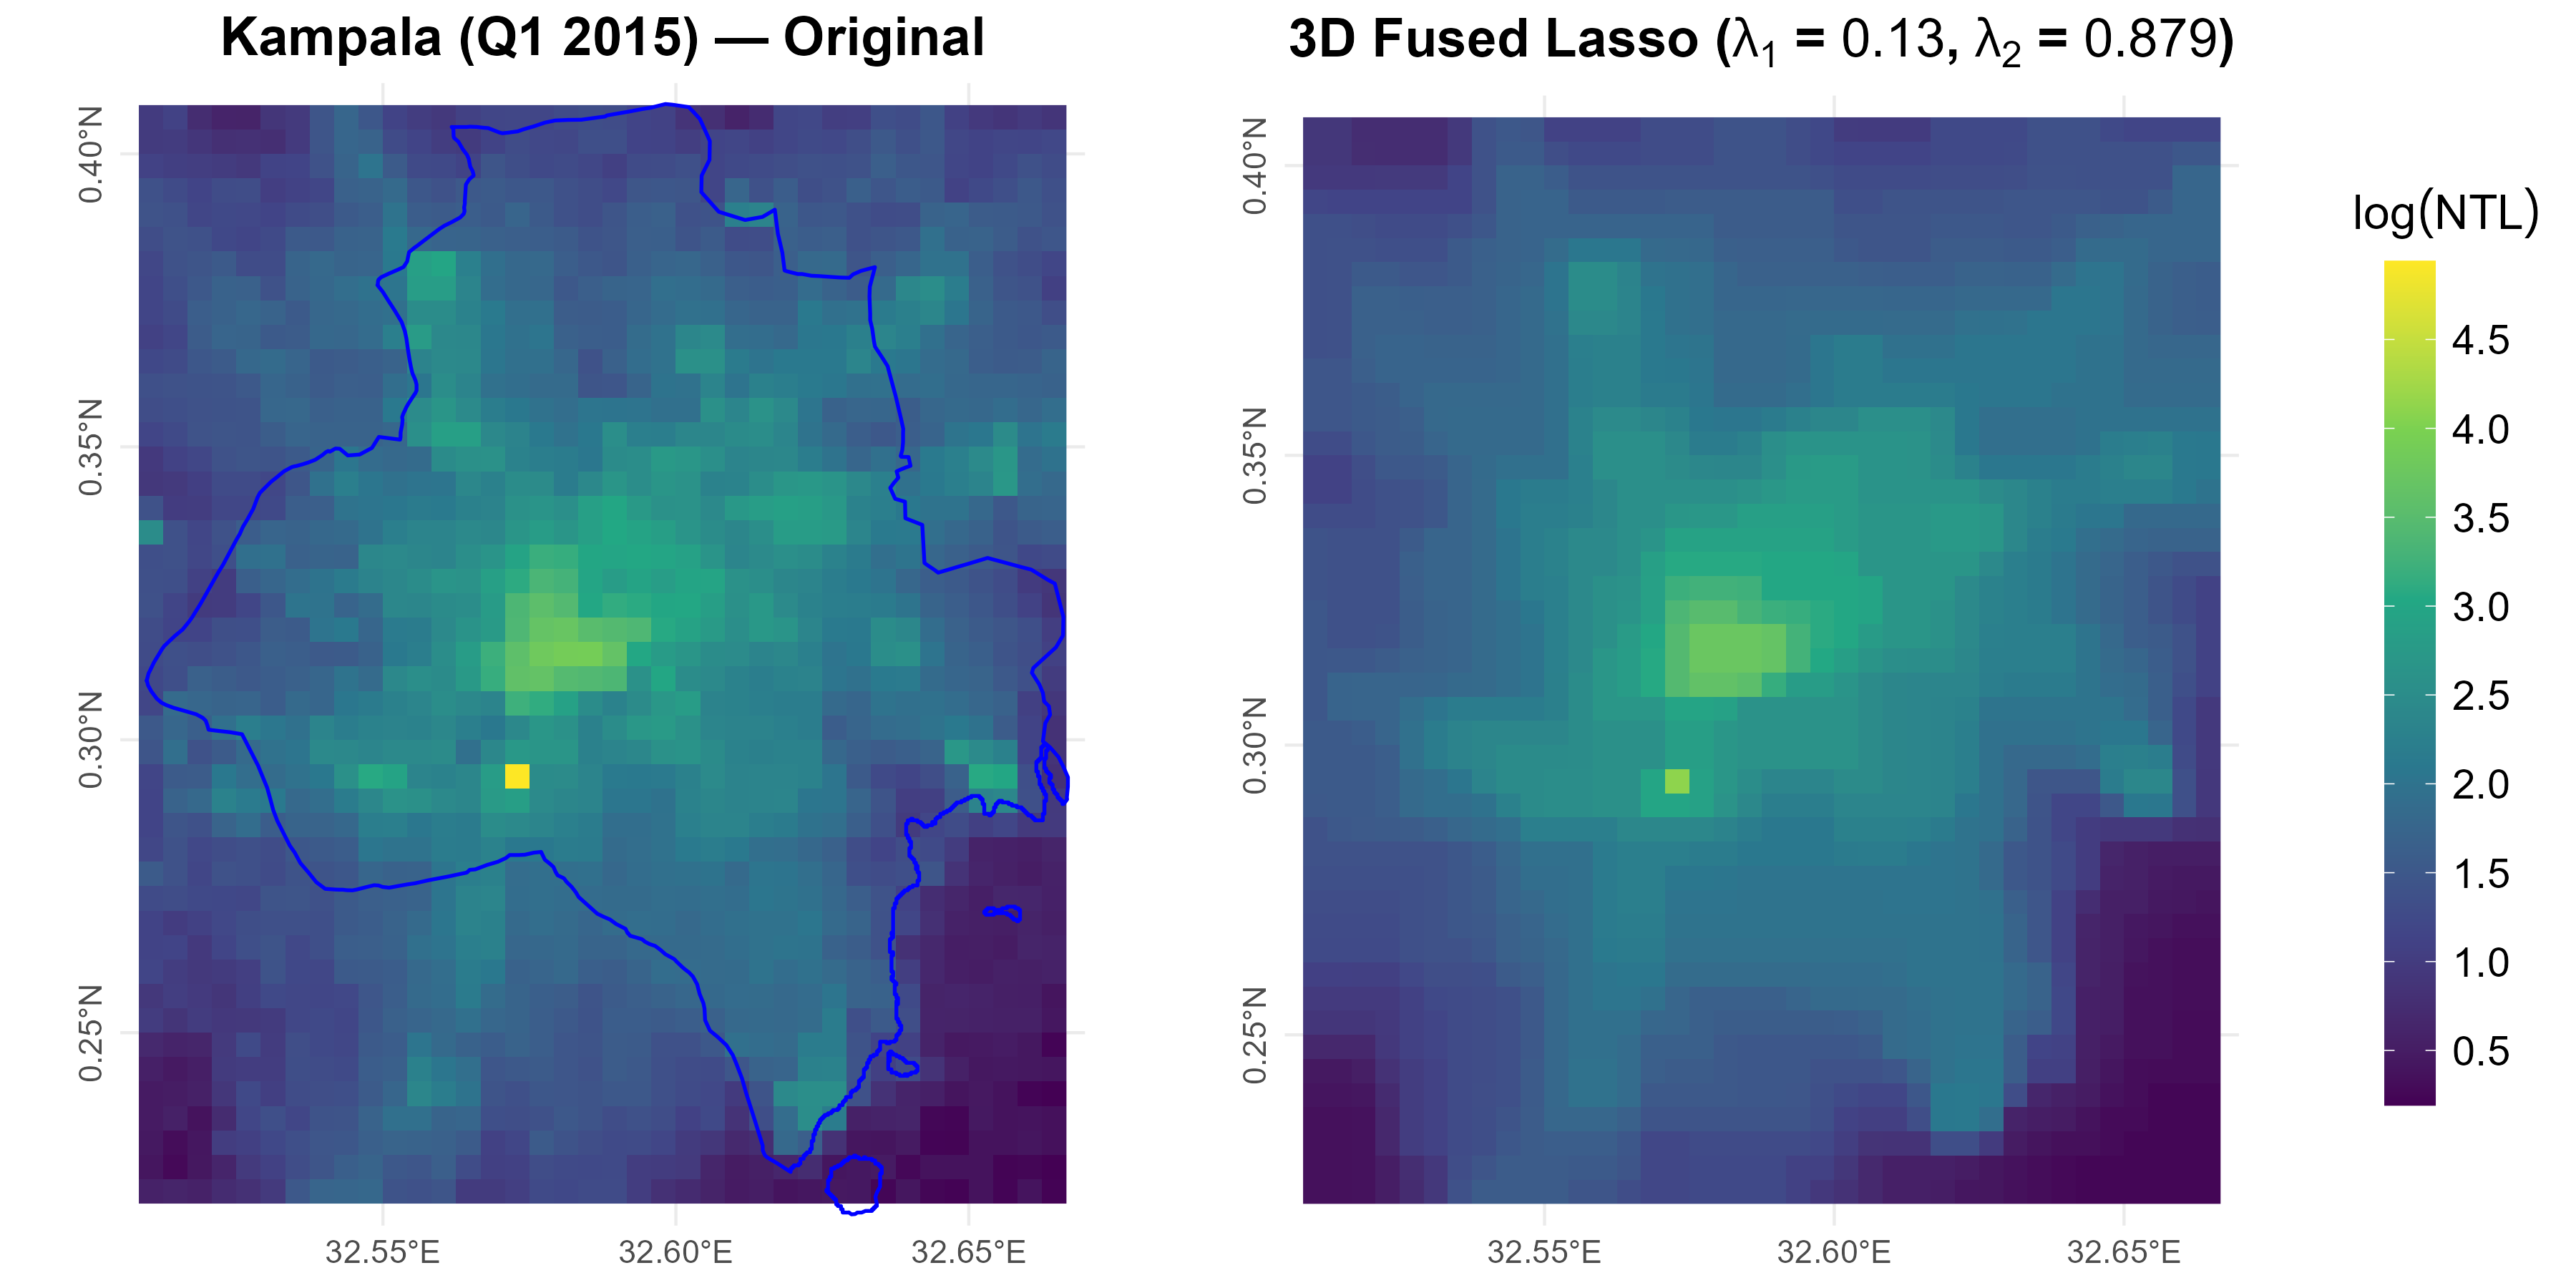 Kampala (Q1 2015) — Original
0.40°N
0.35°N
0.30°N
0.25°N
32.55°E
32.60°E
32.65°E
3D Fused Lasso (λ₁ = 0.13, λ₂ = 0.879)
0.40°N
0.35°N
0.30°N
0.25°N
32.55°E
32.60°E
32.65°E
log(NTL)
4.5
4.0
3.5
3.0
2.5
2.0
1.5
1.0
0.5